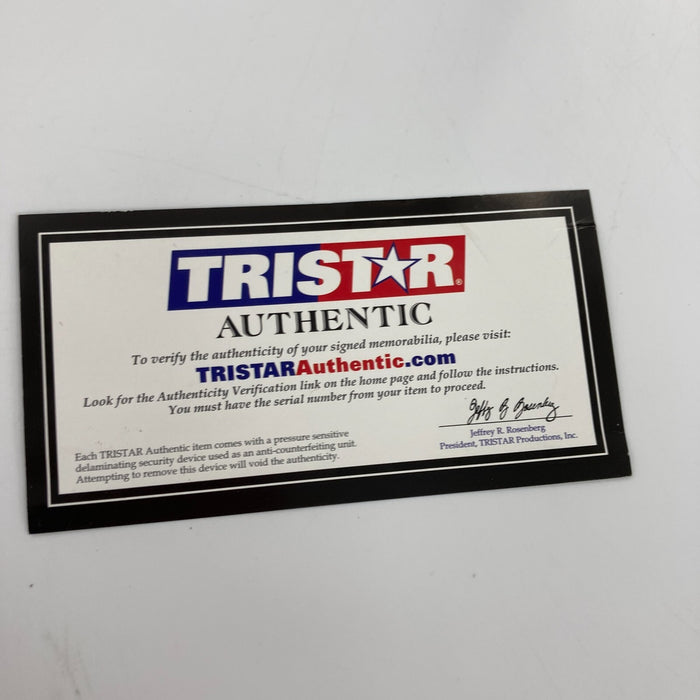 TRISTAR®
AUTHENTIC
To verify the authenticity of your signed memorabilia, please visit:
TRISTARAuthentic.com
Look for the Authenticity Verification link on the home page and follow the instructions.
You must have the serial number from your item to proceed.
Each TRISTAR Authentic item comes with a pressure sensitive
delaminating security device used as an anti-counterfeiting unit.
Attempting to remove this device will void the authenticity.
Jeffrey R. Rosenberg
President, TRISTAR Productions, Inc.